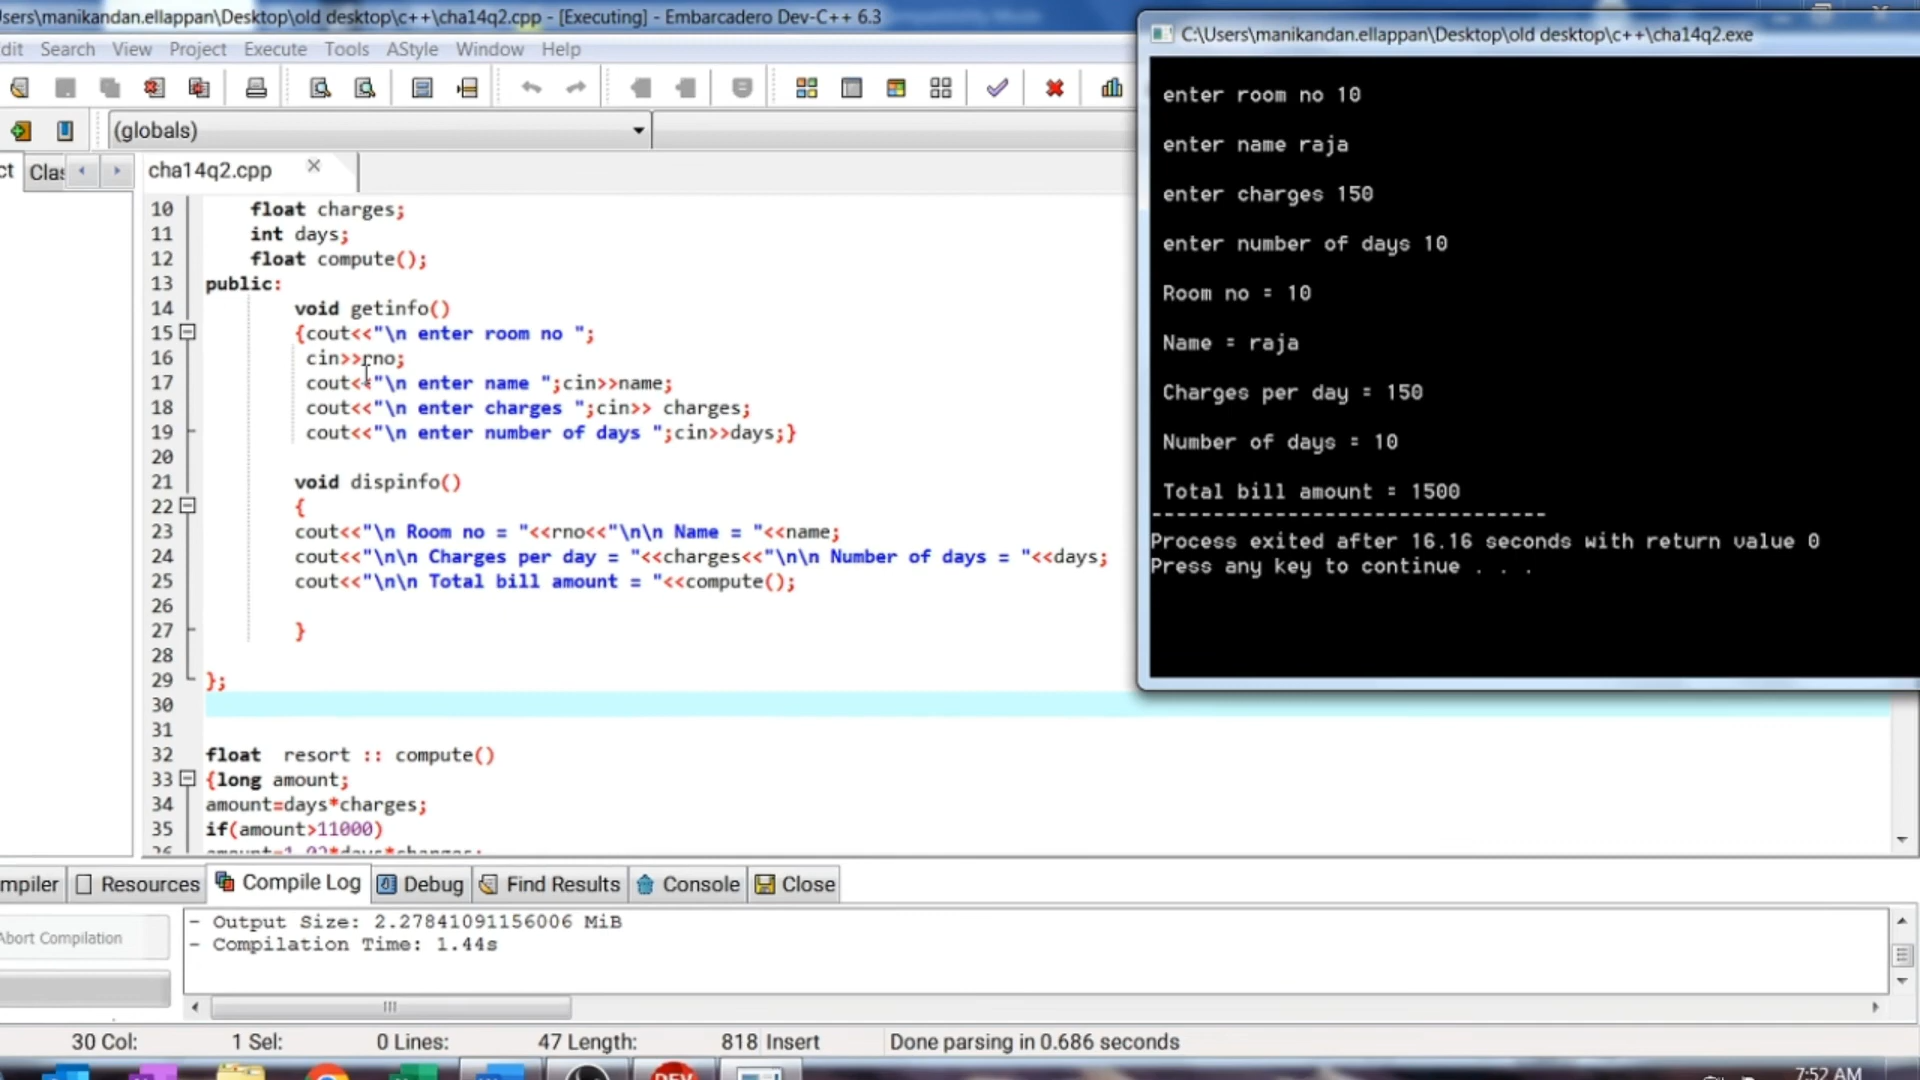 sers\manikandan.ellappan\Desktop\old desktop\c++\cha14q2.cpp - [Executing] - Embarcadero Dev-C++ 6.3
dit Search View Project Execute Tools AStyle Window Help
(globals)
ct Clas cha14q2.cpp
10 float charges;
11 int days;
12 float compute();
13 public:
14 void getinfo()
15 {cout<<"\n enter room no ";
16 cin>>rno;
17 cout<<"\n enter name ";cin>>name;
18 cout<<"\n enter charges ";cin>> charges;
19 cout<<"\n enter number of days ";cin>>days;}
20
21 void dispinfo()
22 {
23 cout<<"\n Room no = "<<rno<<"\n\n Name = "<<name;
24 cout<<"\n\n Charges per day = "<<charges<<"\n\n Number of days = "<<days;
25 cout<<"\n\n Total bill amount = "<<compute();
26
27 }
28
29 };
30
31
32 float resort :: compute()
33 {long amount;
34 amount=days*charges;
35 if(amount>11000)
36 amount=1.02*days*charges;
C:\Users\manikandan.ellappan\Desktop\old desktop\c++\cha14q2.exe
enter room no 10
enter name raja
enter charges 150
enter number of days 10
Room no = 10
Name = raja
Charges per day = 150
Number of days = 10
Total bill amount = 1500
--------------------------------
Process exited after 16.16 seconds with return value 0
Press any key to continue . . .
mpiler Resources Compile Log Debug Find Results Console Close
Abort Compilation
- Output Size: 2.27841091156006 MiB
- Compilation Time: 1.44s
30 Col: 1 Sel: 0 Lines: 47 Length: 818 Insert Done parsing in 0.686 seconds
DEV
7:52 AM